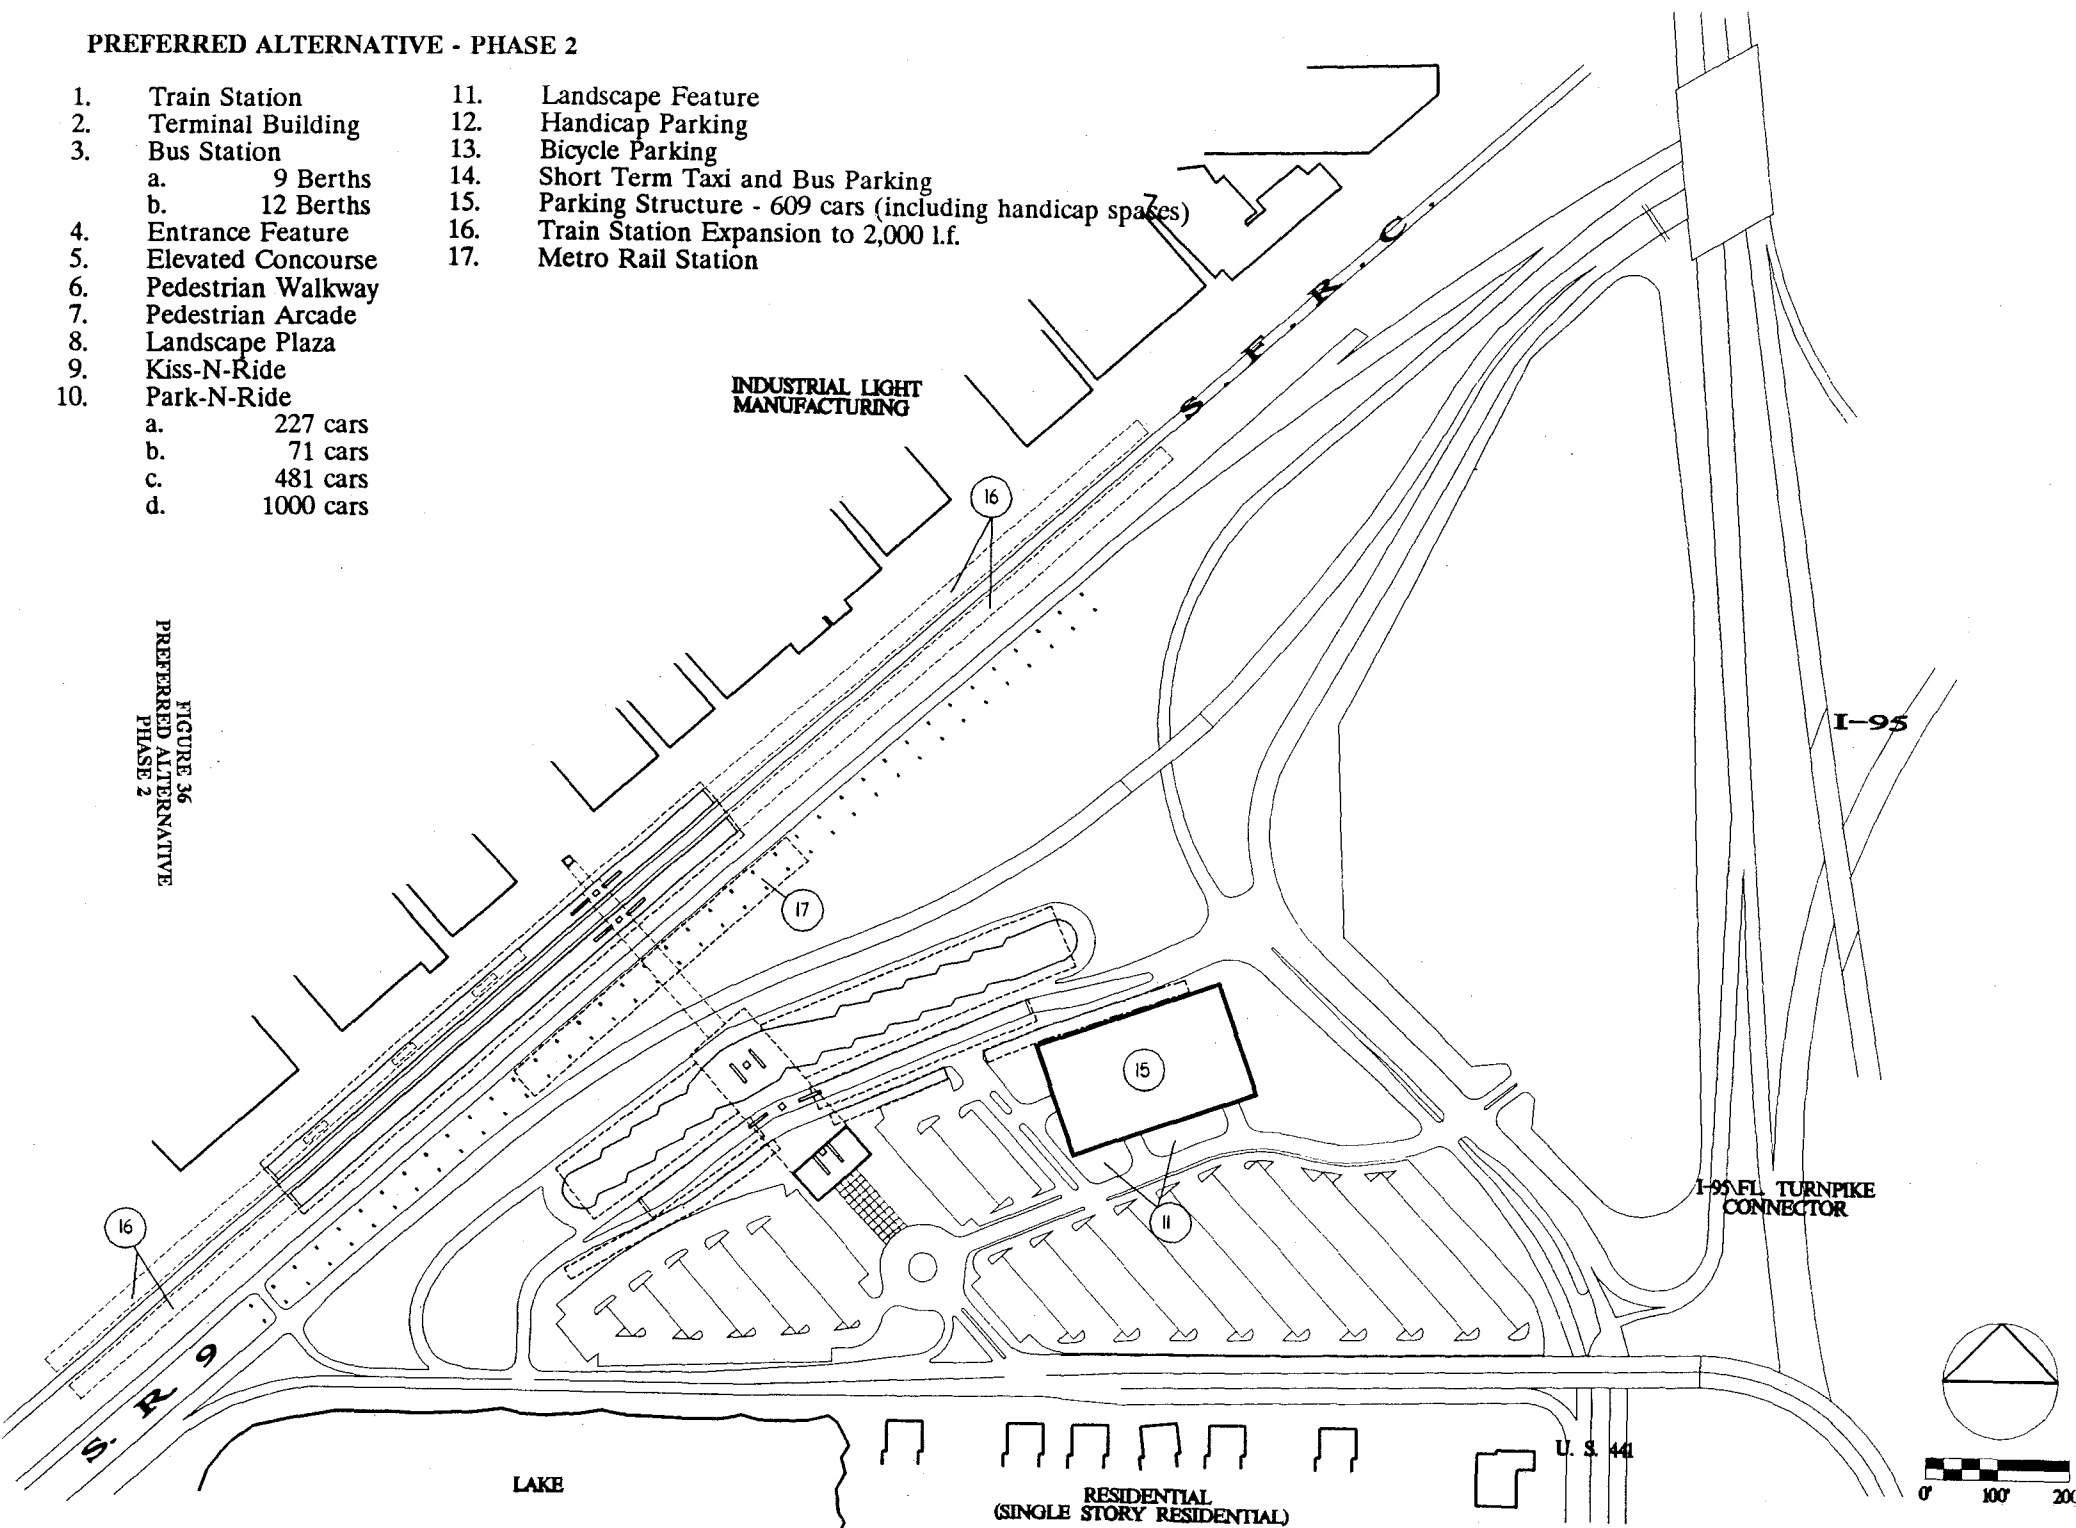 PREFERRED ALTERNATIVE - PHASE 2
1. Train Station
2. Terminal Building
3. Bus Station
a. 9 Berths
b. 12 Berths
4. Entrance Feature
5. Elevated Concourse
6. Pedestrian Walkway
7. Pedestrian Arcade
8. Landscape Plaza
9. Kiss-N-Ride
10. Park-N-Ride
a. 227 cars
b. 71 cars
c. 481 cars
d. 1000 cars
11. Landscape Feature
12. Handicap Parking
13. Bicycle Parking
14. Short Term Taxi and Bus Parking
15. Parking Structure - 609 cars (including handicap spaces)
16. Train Station Expansion to 2,000 l.f.
17. Metro Rail Station
INDUSTRIAL LIGHT
MANUFACTURING
S. F. R. C.
16
FIGURE 36
PREFERRED ALTERNATIVE
PHASE 2
I-95
17
15
11
I-95\FL TURNPIKE
CONNECTOR
16
S. R 9
LAKE
RESIDENTIAL
(SINGLE STORY RESIDENTIAL)
U. S. 441
0' 100' 200